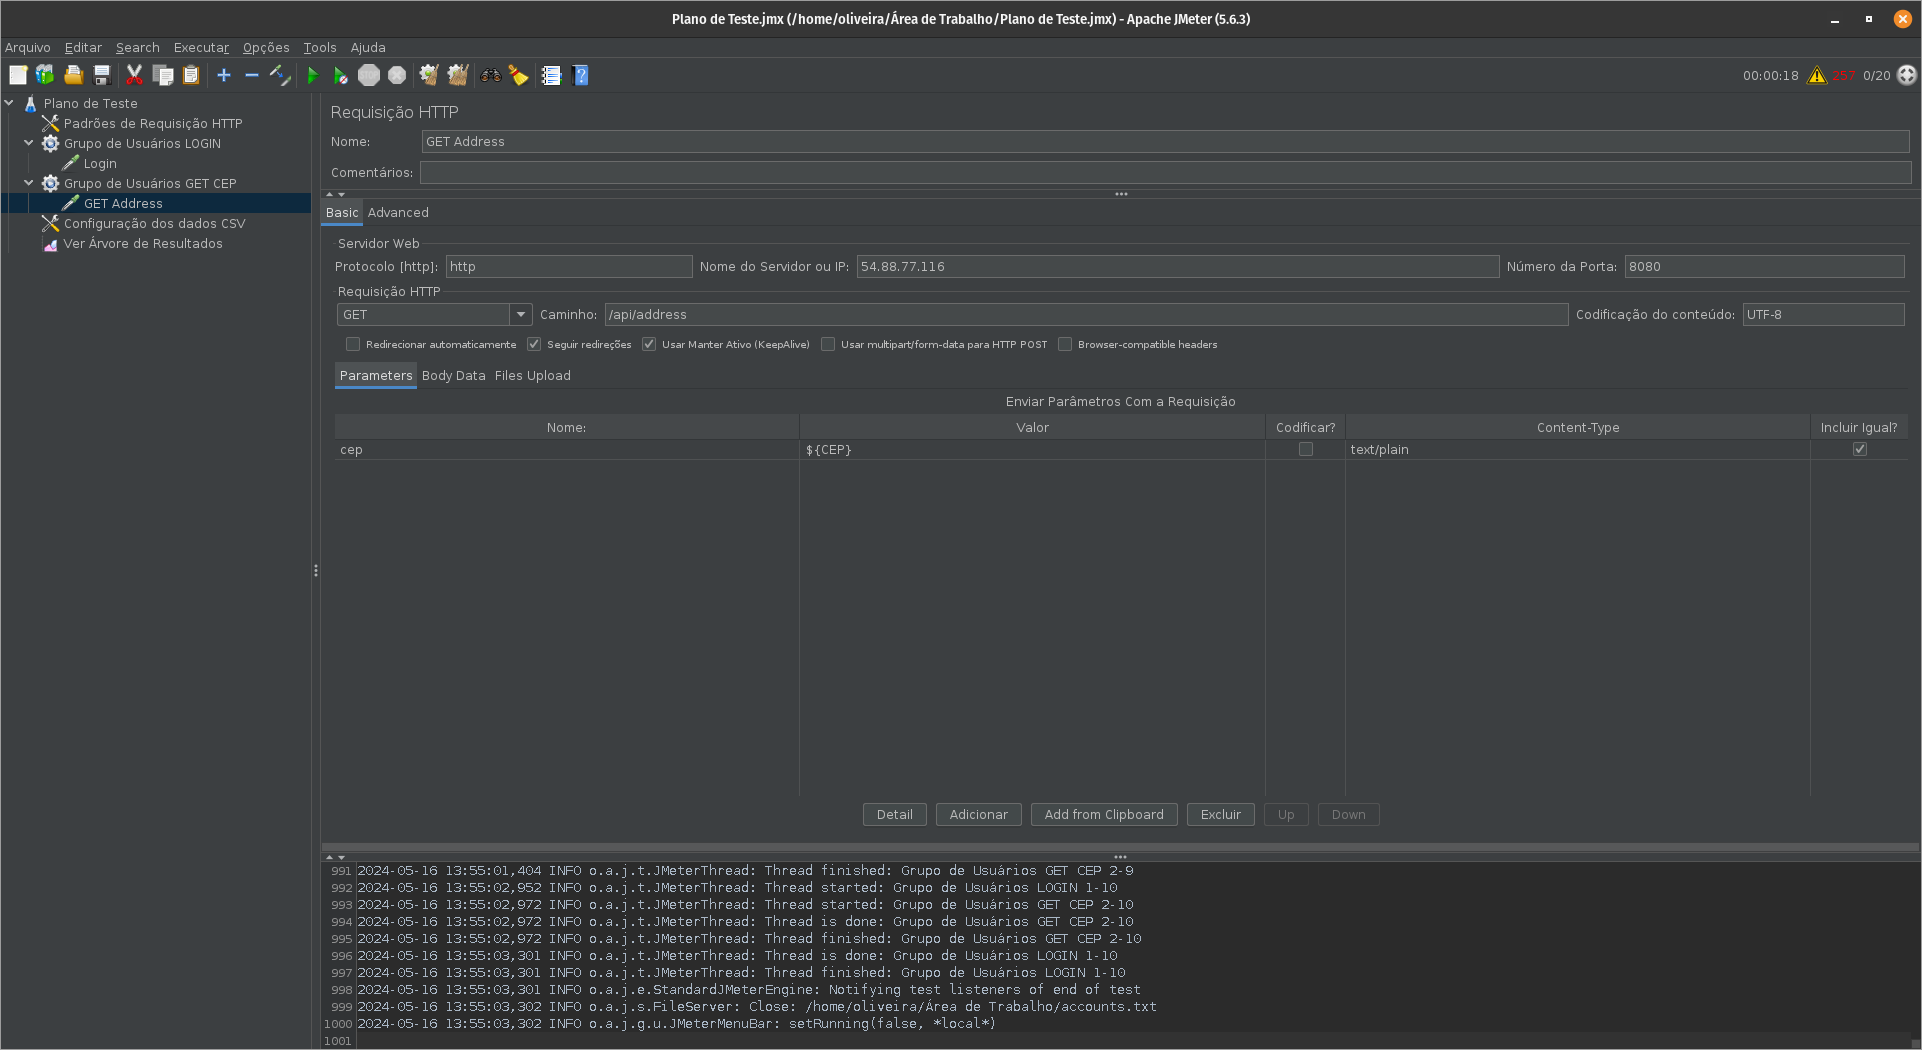 Plano de Teste.jmx (/home/oliveira/Área de Trabalho/Plano de Teste.jmx) - Apache JMeter (5.6.3)
Arquivo Editar Search Executar Opções Tools Ajuda
STOP
00:00:18 257 0/20
Plano de Teste
Padrões de Requisição HTTP
Grupo de Usuários LOGIN
Login
Grupo de Usuários GET CEP
GET Address
Configuração dos dados CSV
Ver Árvore de Resultados
Requisição HTTP
Nome: GET Address
Comentários:
Basic Advanced
Servidor Web
Protocolo [http]: http Nome do Servidor ou IP: 54.88.77.116 Número da Porta: 8080
Requisição HTTP
GET Caminho: /api/address Codificação do conteúdo: UTF-8
Redirecionar automaticamente Seguir redireções Usar Manter Ativo (KeepAlive) Usar multipart/form-data para HTTP POST Browser-compatible headers
Parameters Body Data Files Upload
Enviar Parâmetros Com a Requisição
Nome: Valor Codificar? Content-Type Incluir Igual?
cep ${CEP} text/plain
Detail Adicionar Add from Clipboard Excluir Up Down
991 2024-05-16 13:55:01,404 INFO o.a.j.t.JMeterThread: Thread finished: Grupo de Usuários GET CEP 2-9
992 2024-05-16 13:55:02,952 INFO o.a.j.t.JMeterThread: Thread started: Grupo de Usuários LOGIN 1-10
993 2024-05-16 13:55:02,972 INFO o.a.j.t.JMeterThread: Thread started: Grupo de Usuários GET CEP 2-10
994 2024-05-16 13:55:02,972 INFO o.a.j.t.JMeterThread: Thread is done: Grupo de Usuários GET CEP 2-10
995 2024-05-16 13:55:02,972 INFO o.a.j.t.JMeterThread: Thread finished: Grupo de Usuários GET CEP 2-10
996 2024-05-16 13:55:03,301 INFO o.a.j.t.JMeterThread: Thread is done: Grupo de Usuários LOGIN 1-10
997 2024-05-16 13:55:03,301 INFO o.a.j.t.JMeterThread: Thread finished: Grupo de Usuários LOGIN 1-10
998 2024-05-16 13:55:03,301 INFO o.a.j.e.StandardJMeterEngine: Notifying test listeners of end of test
999 2024-05-16 13:55:03,302 INFO o.a.j.s.FileServer: Close: /home/oliveira/Área de Trabalho/accounts.txt
1000 2024-05-16 13:55:03,302 INFO o.a.j.g.u.JMeterMenuBar: setRunning(false, *local*)
1001